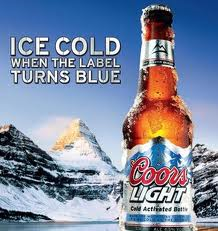 ICE COLD
WHEN THE LABEL
TURNS BLUE
Coors
LIGHT
Cold Activated Bottle